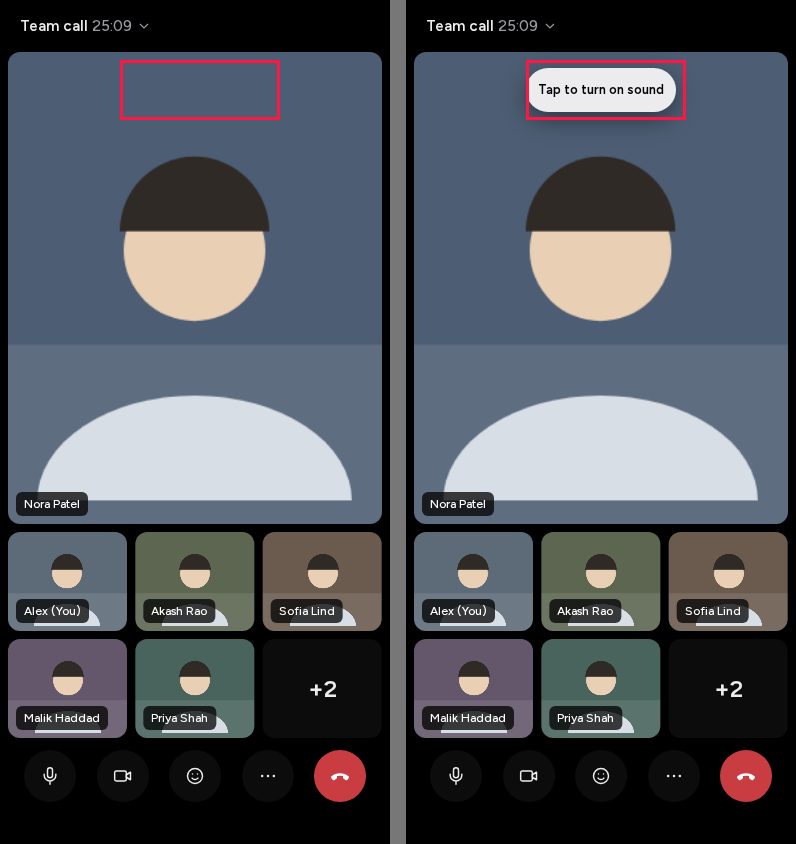 Team call 25:09
Nora Patel
Alex (You)
Akash Rao
Sofia Lind
Malik Haddad
Priya Shah
+2
Team call 25:09
Tap to turn on sound
Nora Patel
Alex (You)
Akash Rao
Sofia Lind
Malik Haddad
Priya Shah
+2